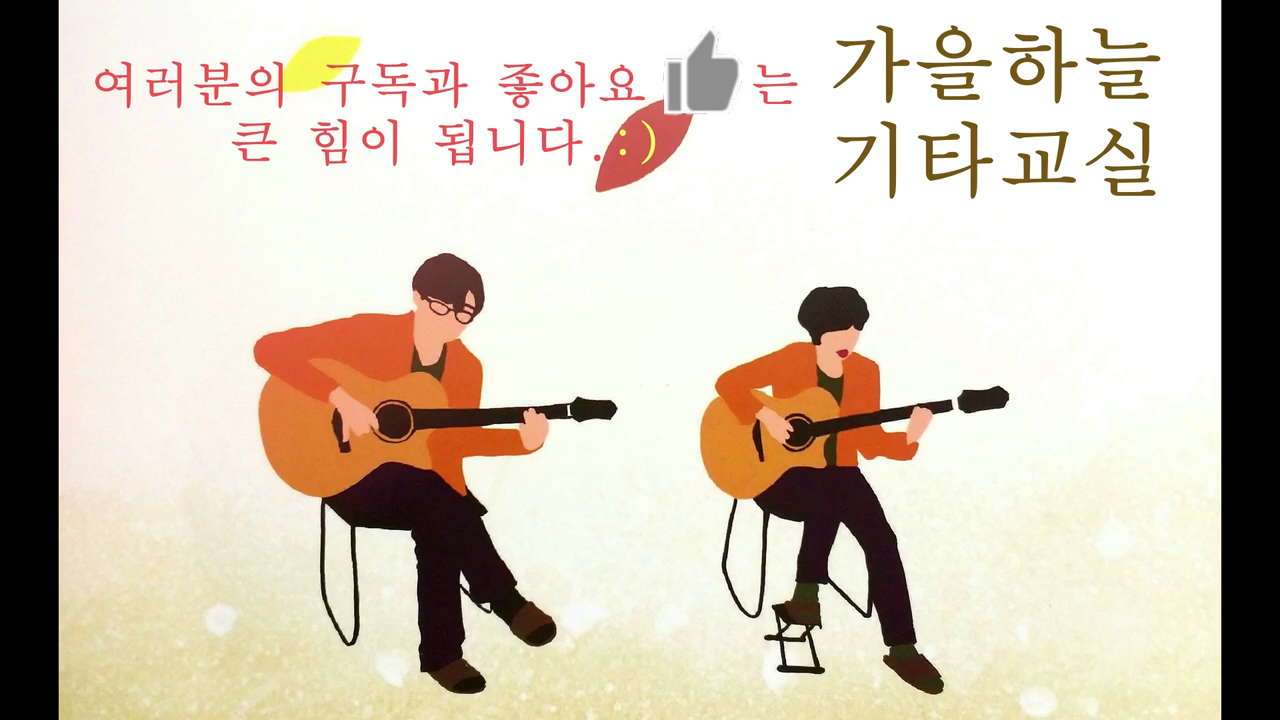 여러분의 구독과 좋아요 는
큰 힘이 됩니다. :)
가을하늘
기타교실